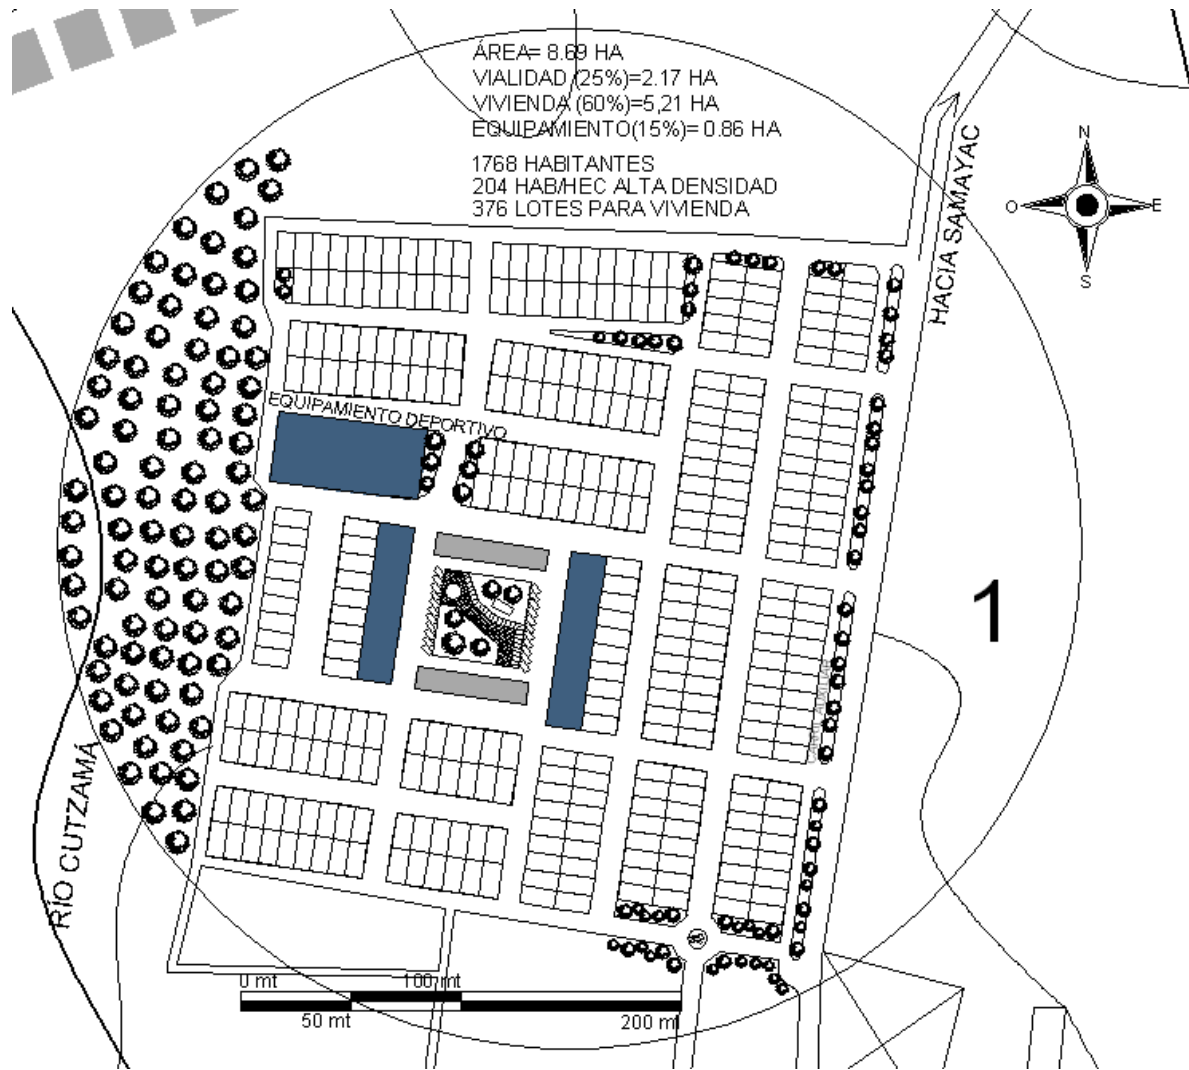 ÁREA= 8.69 HA
VIALIDAD (25%)=2.17 HA
VIVIENDA (60%)=5,21 HA
EQUIPAMIENTO(15%)= 0.86 HA
1768 HABITANTES
204 HAB/HEC ALTA DENSIDAD
376 LOTES PARA VIVIENDA
HACIA SAMAYAC
N
O
E
S
EQUIPAMIENTO DEPORTIVO
1
CARRIL AUXILIAR
RÍO CUTZAMÁ
0 mt
100 mt
50 mt
200 mt